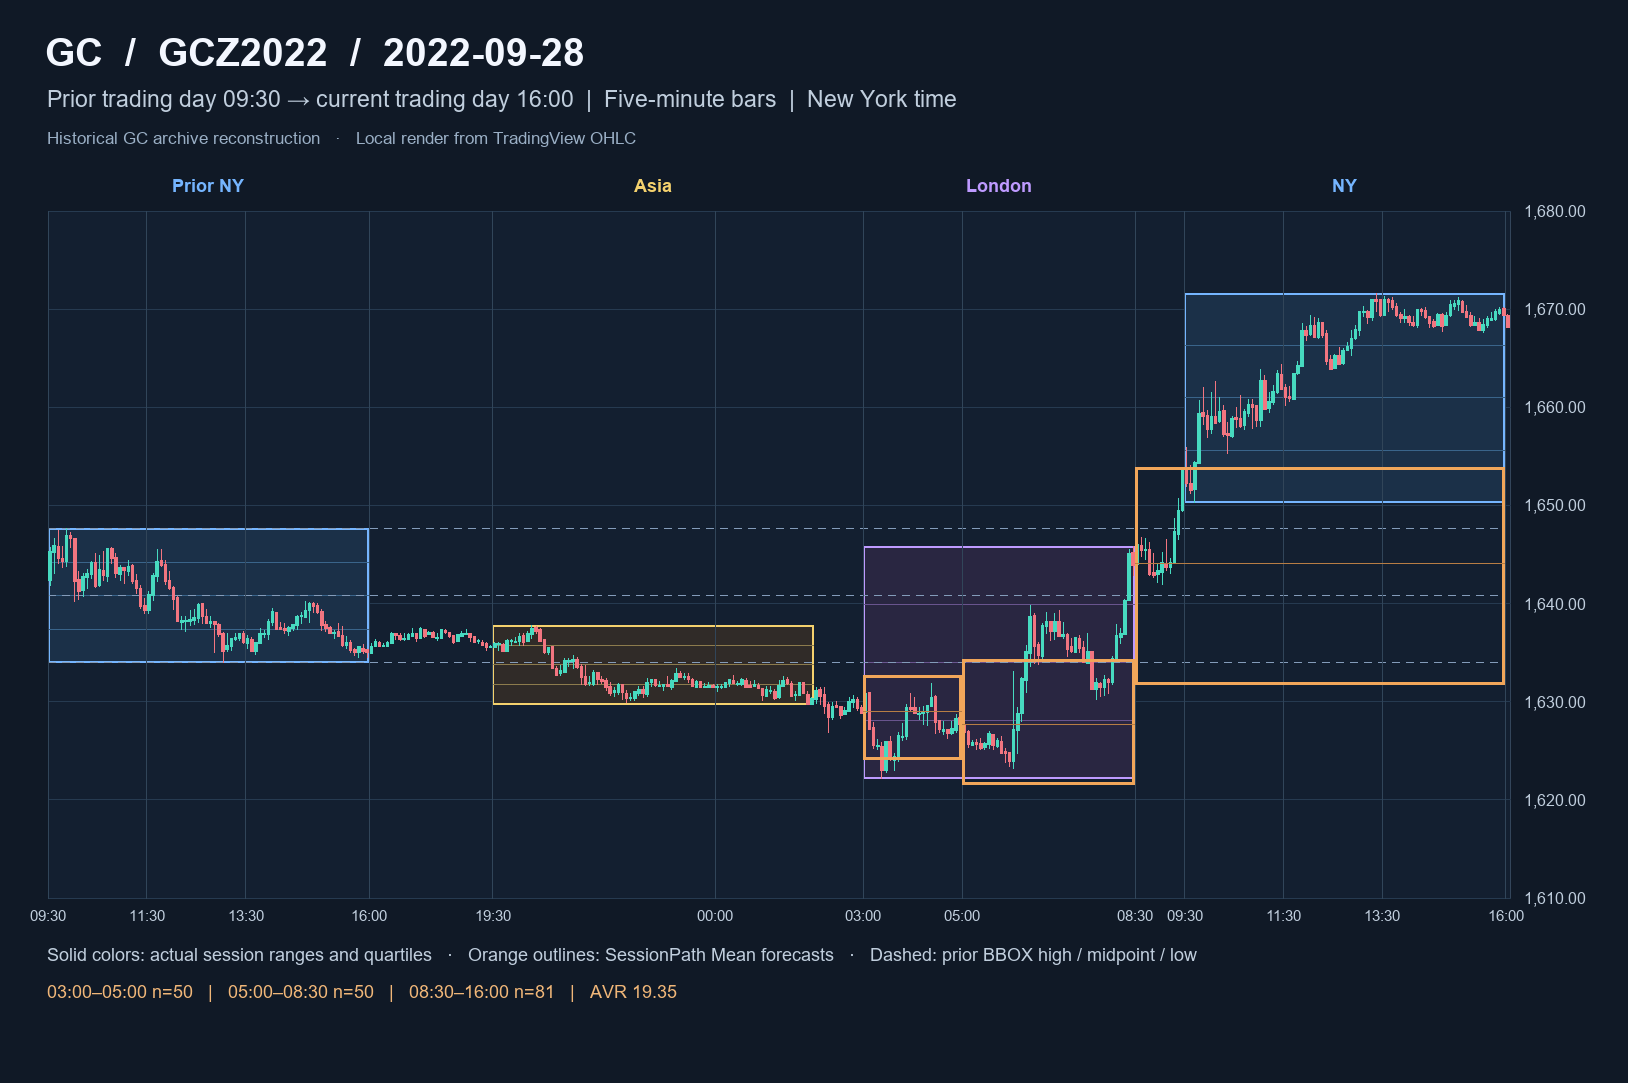 GC / GCZ2022 / 2022-09-28
Prior trading day 09:30 → current trading day 16:00 | Five-minute bars | New York time
Historical GC archive reconstruction · Local render from TradingView OHLC
Prior NY Asia London NY
1,680.00
1,670.00
1,660.00
1,650.00
1,640.00
1,630.00
1,620.00
1,610.00
09:30 11:30 13:30 16:00 19:30 00:00 03:00 05:00 08:30 09:30 11:30 13:30 16:00
Solid colors: actual session ranges and quartiles · Orange outlines: SessionPath Mean forecasts · Dashed: prior BBOX high / midpoint / low
03:00–05:00 n=50 | 05:00–08:30 n=50 | 08:30–16:00 n=81 | AVR 19.35